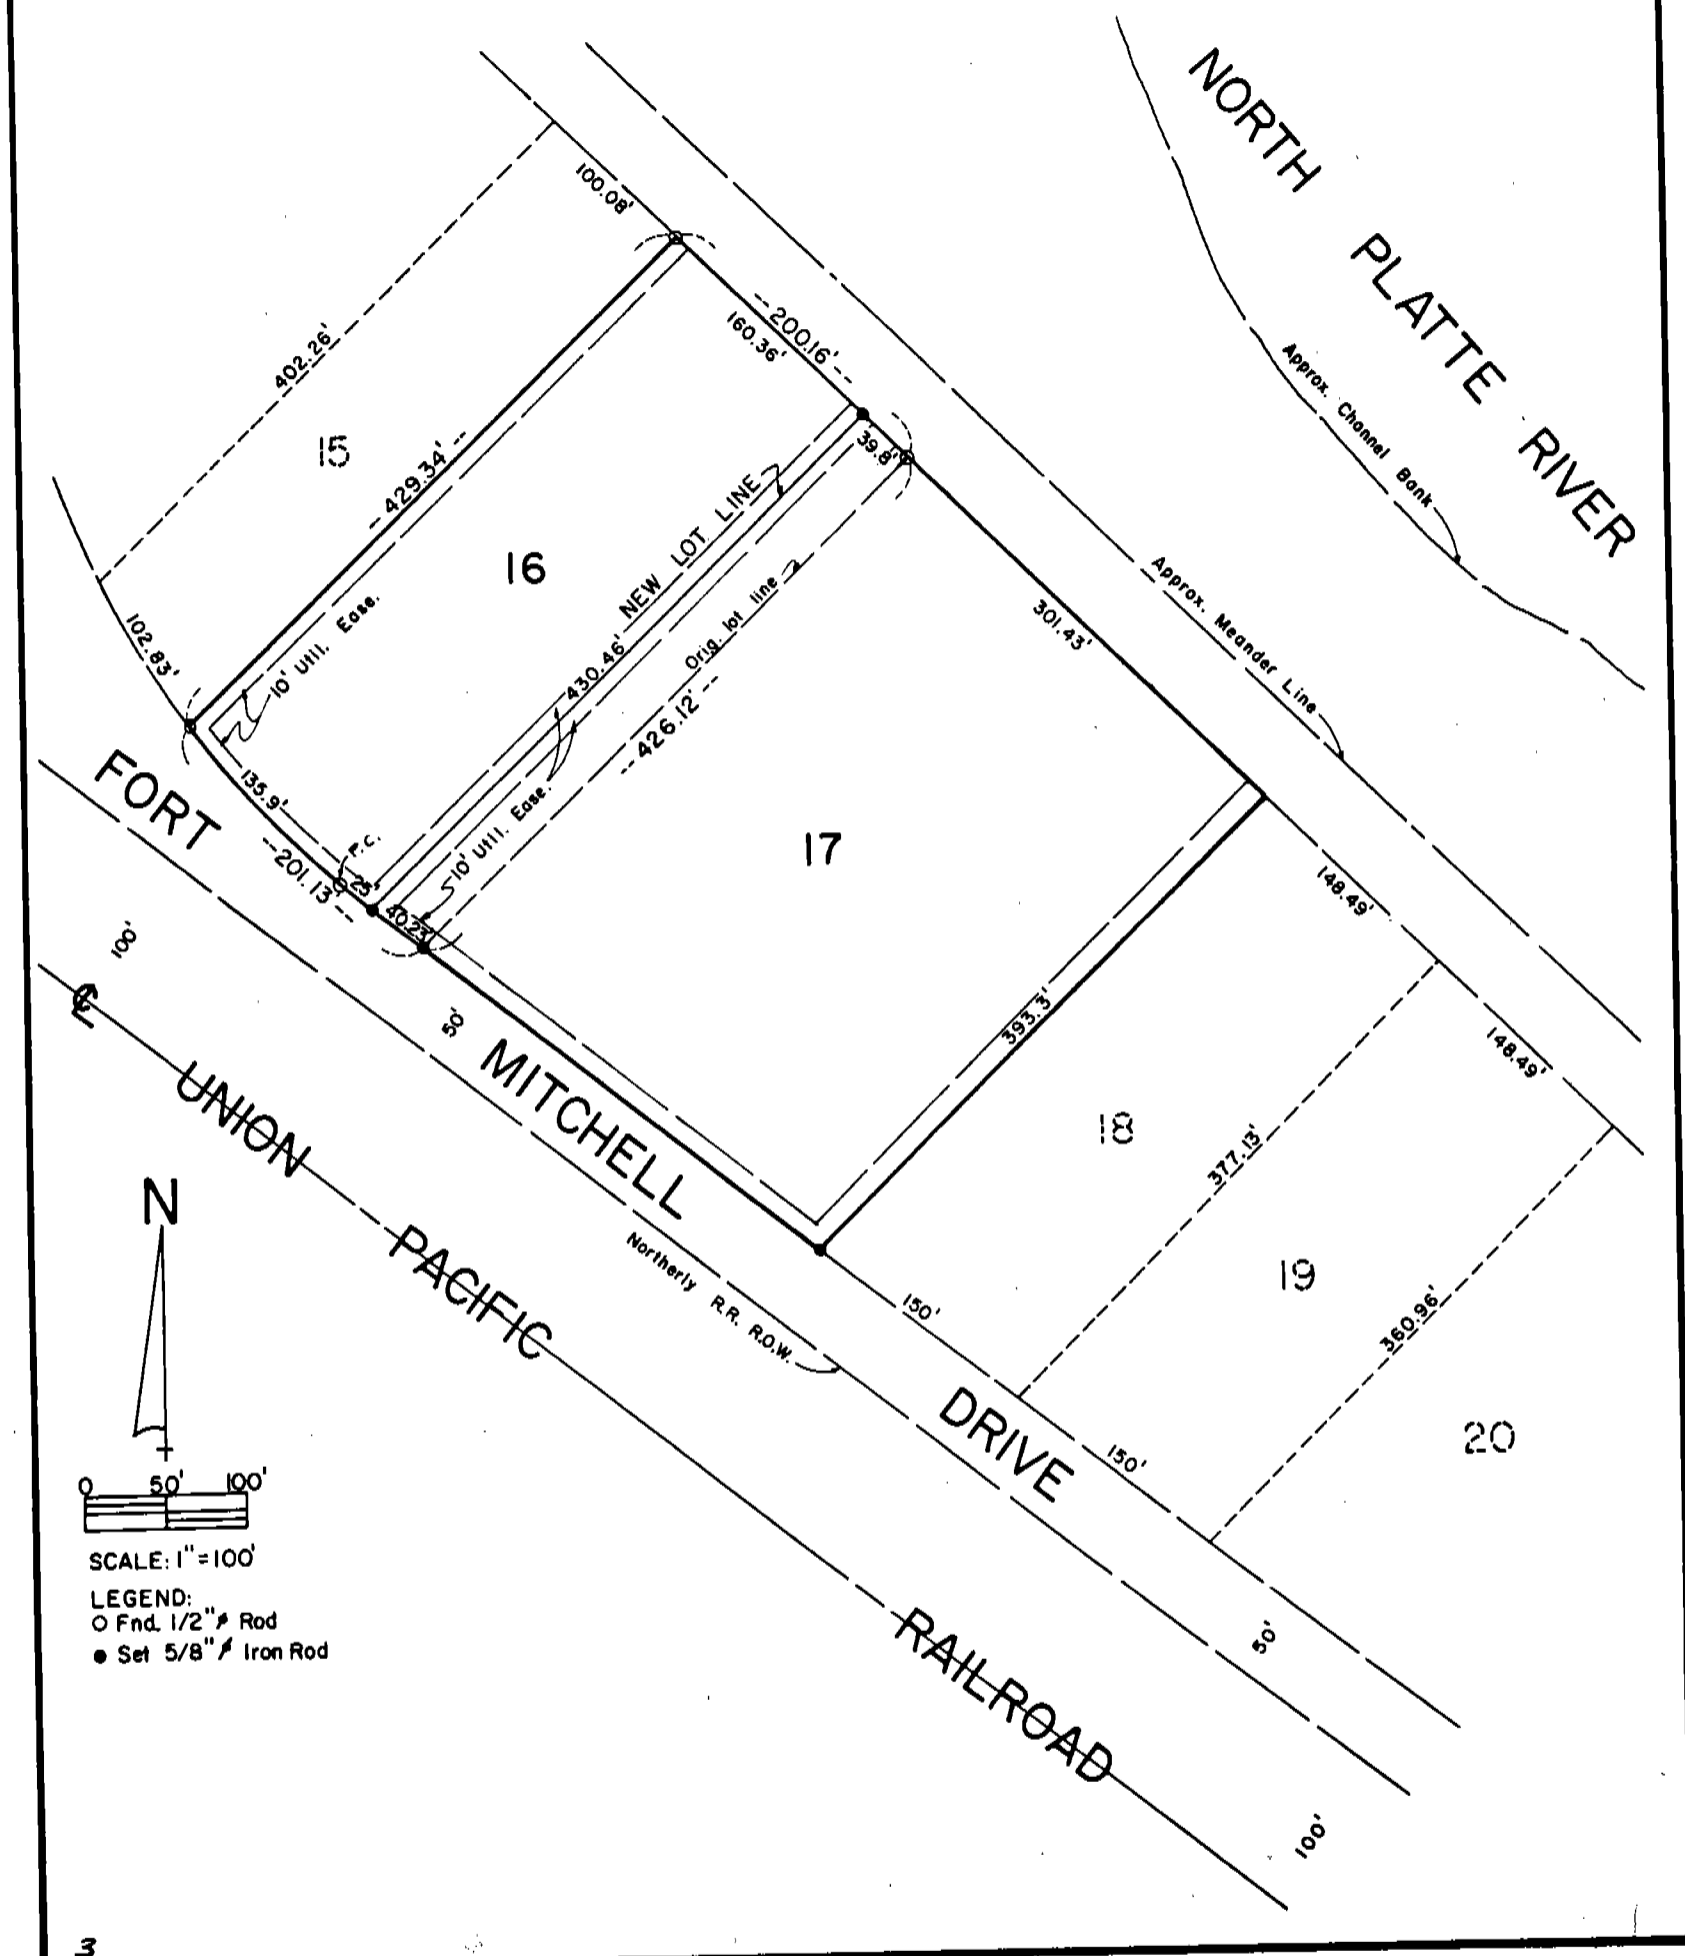 NORTH PLATTE RIVER
100.08'
--200.16'--
160.36'
402.26'
15
--429.34'--
39.8'
Approx. Channel Bank
16
NEW LOT LINE
430.46'
Orig. lot line
--426.12'--
Approx. Meander Line
301.43'
102.83'
10' Util. Ease.
135.9'
P.C.
25'
--201.13'--
10' Util. Ease.
40.23'
17
148.49'
148.49'
393.3'
18
377.13'
19
360.96'
20
150'
150'
FORT MITCHELL DRIVE
100'
50'
50'
100'
Northerly R.R. R.O.W.
℄ UNION PACIFIC RAILROAD
N
0 50' 100'
SCALE: 1"=100'
LEGEND:
O Fnd. 1/2"ϕ Rod
● Set 5/8"ϕ Iron Rod
3